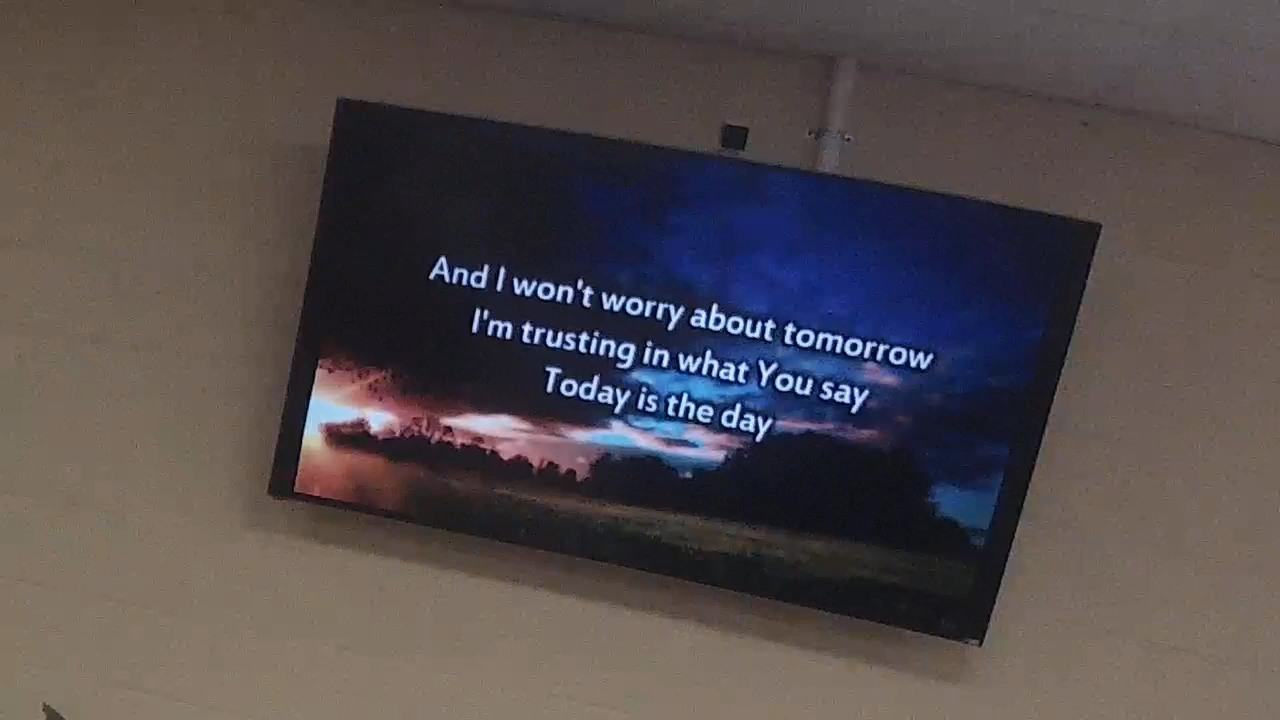 And I won't worry about tomorrow
I'm trusting in what You say
Today is the day